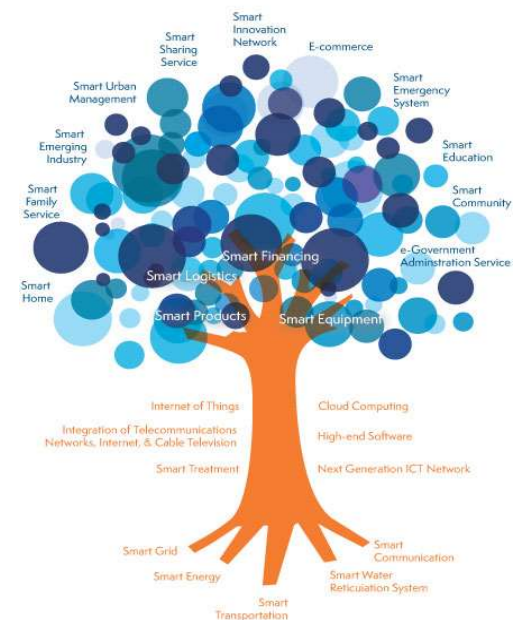 Smart
Innovation
Network
Smart
Sharing
Service
E-commerce
Smart Urban
Management
Smart
Emergency
System
Smart
Emerging
Industry
Smart
Education
Smart
Family
Service
Smart
Community
Smart Financing
e-Government
Adminstration Service
Smart Logistics
Smart
Home
Smart Products
Smart Equipment
Internet of Things
Cloud Computing
Integration of Telecommunications
Networks, Internet, & Cable Television
High-end Software
Smart Treatment
Next Generation ICT Network
Smart Grid
Smart
Communication
Smart Energy
Smart Water
Reticuiation System
Smart
Transportation